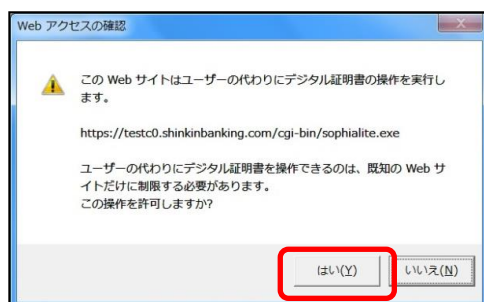 Web アクセスの確認
この Web サイトはユーザーの代わりにデジタル証明書の操作を実行し
ます。
https://testc0.shinkinbanking.com/cgi-bin/sophialite.exe
ユーザーの代わりにデジタル証明書を操作できるのは、既知の Web サ
イトだけに制限する必要があります。
この操作を許可しますか?
はい(Y) いいえ(N)